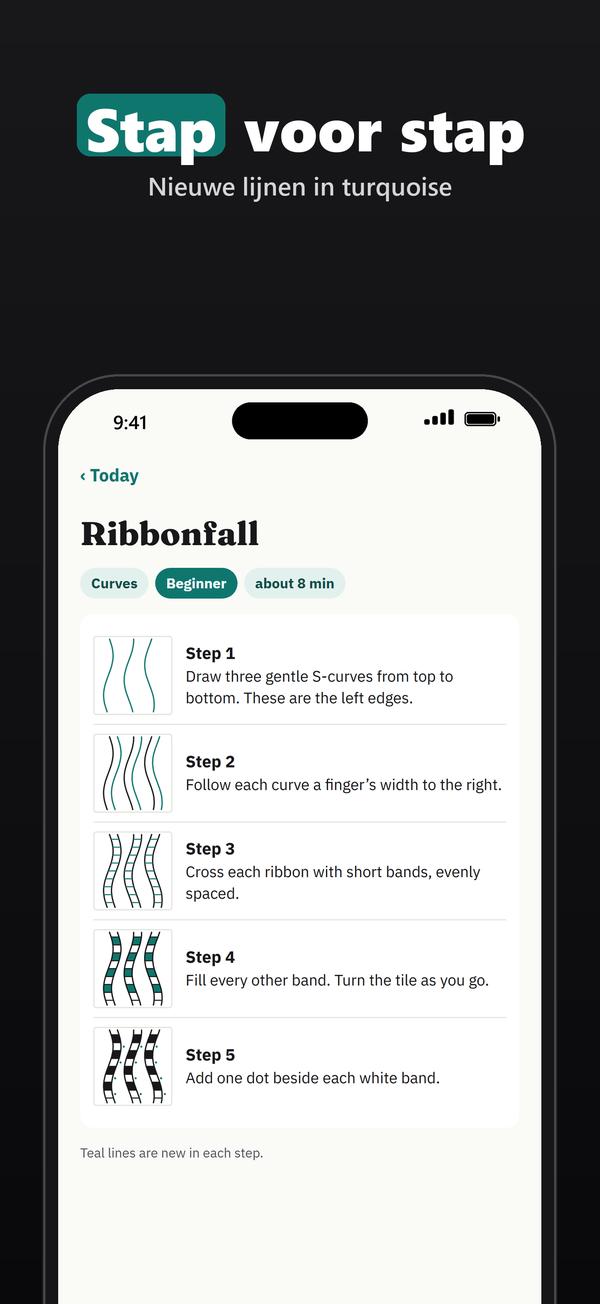 Stap voor stap
Nieuwe lijnen in turquoise
9:41
‹ Today
Ribbonfall
Curves
Beginner
about 8 min
Step 1
Draw three gentle S-curves from top to
bottom. These are the left edges.
Step 2
Follow each curve a finger’s width to the right.
Step 3
Cross each ribbon with short bands, evenly
spaced.
Step 4
Fill every other band. Turn the tile as you go.
Step 5
Add one dot beside each white band.
Teal lines are new in each step.